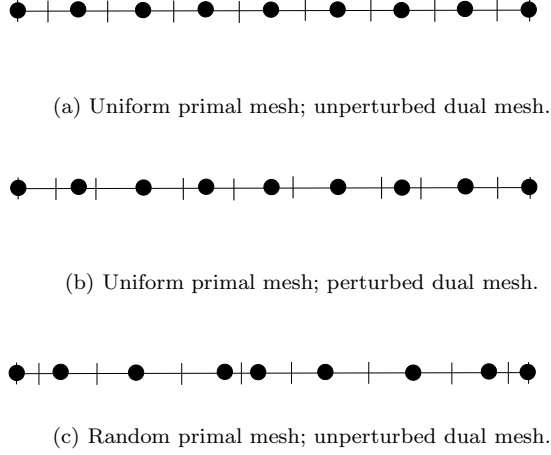 (a) Uniform primal mesh; unperturbed dual mesh.
(b) Uniform primal mesh; perturbed dual mesh.
(c) Random primal mesh; unperturbed dual mesh.